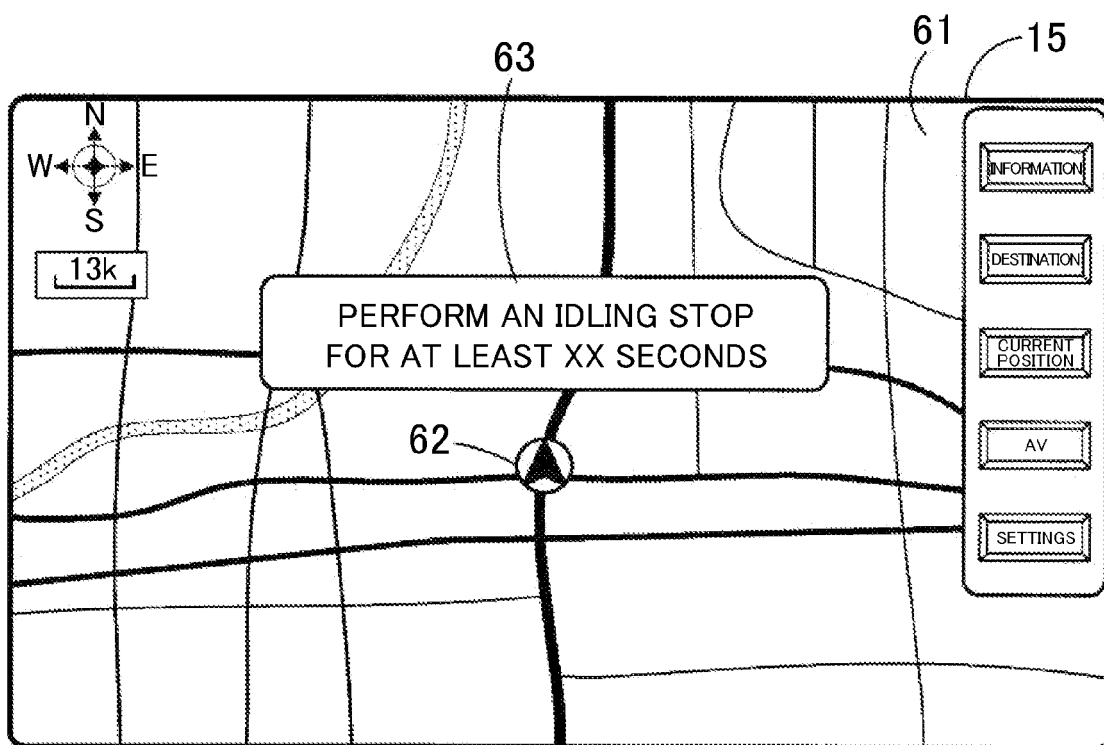 63
61
15
N
W
E
S
13k
INFORMATION
DESTINATION
CURRENT
POSITION
AV
SETTINGS
PERFORM AN IDLING STOP
FOR AT LEAST XX SECONDS
62